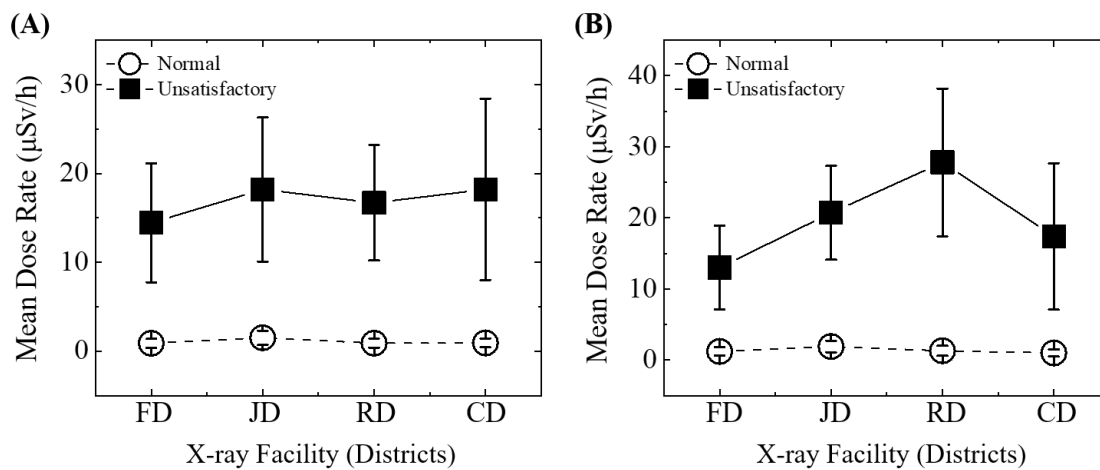 (A)
Mean Dose Rate (μSv/h)
30
20
10
0
Normal
Unsatisfactory
FD JD RD CD
X-ray Facility (Districts)
(B)
Mean Dose Rate (μSv/h)
40
30
20
10
0
Normal
Unsatisfactory
FD JD RD CD
X-ray Facility (Districts)